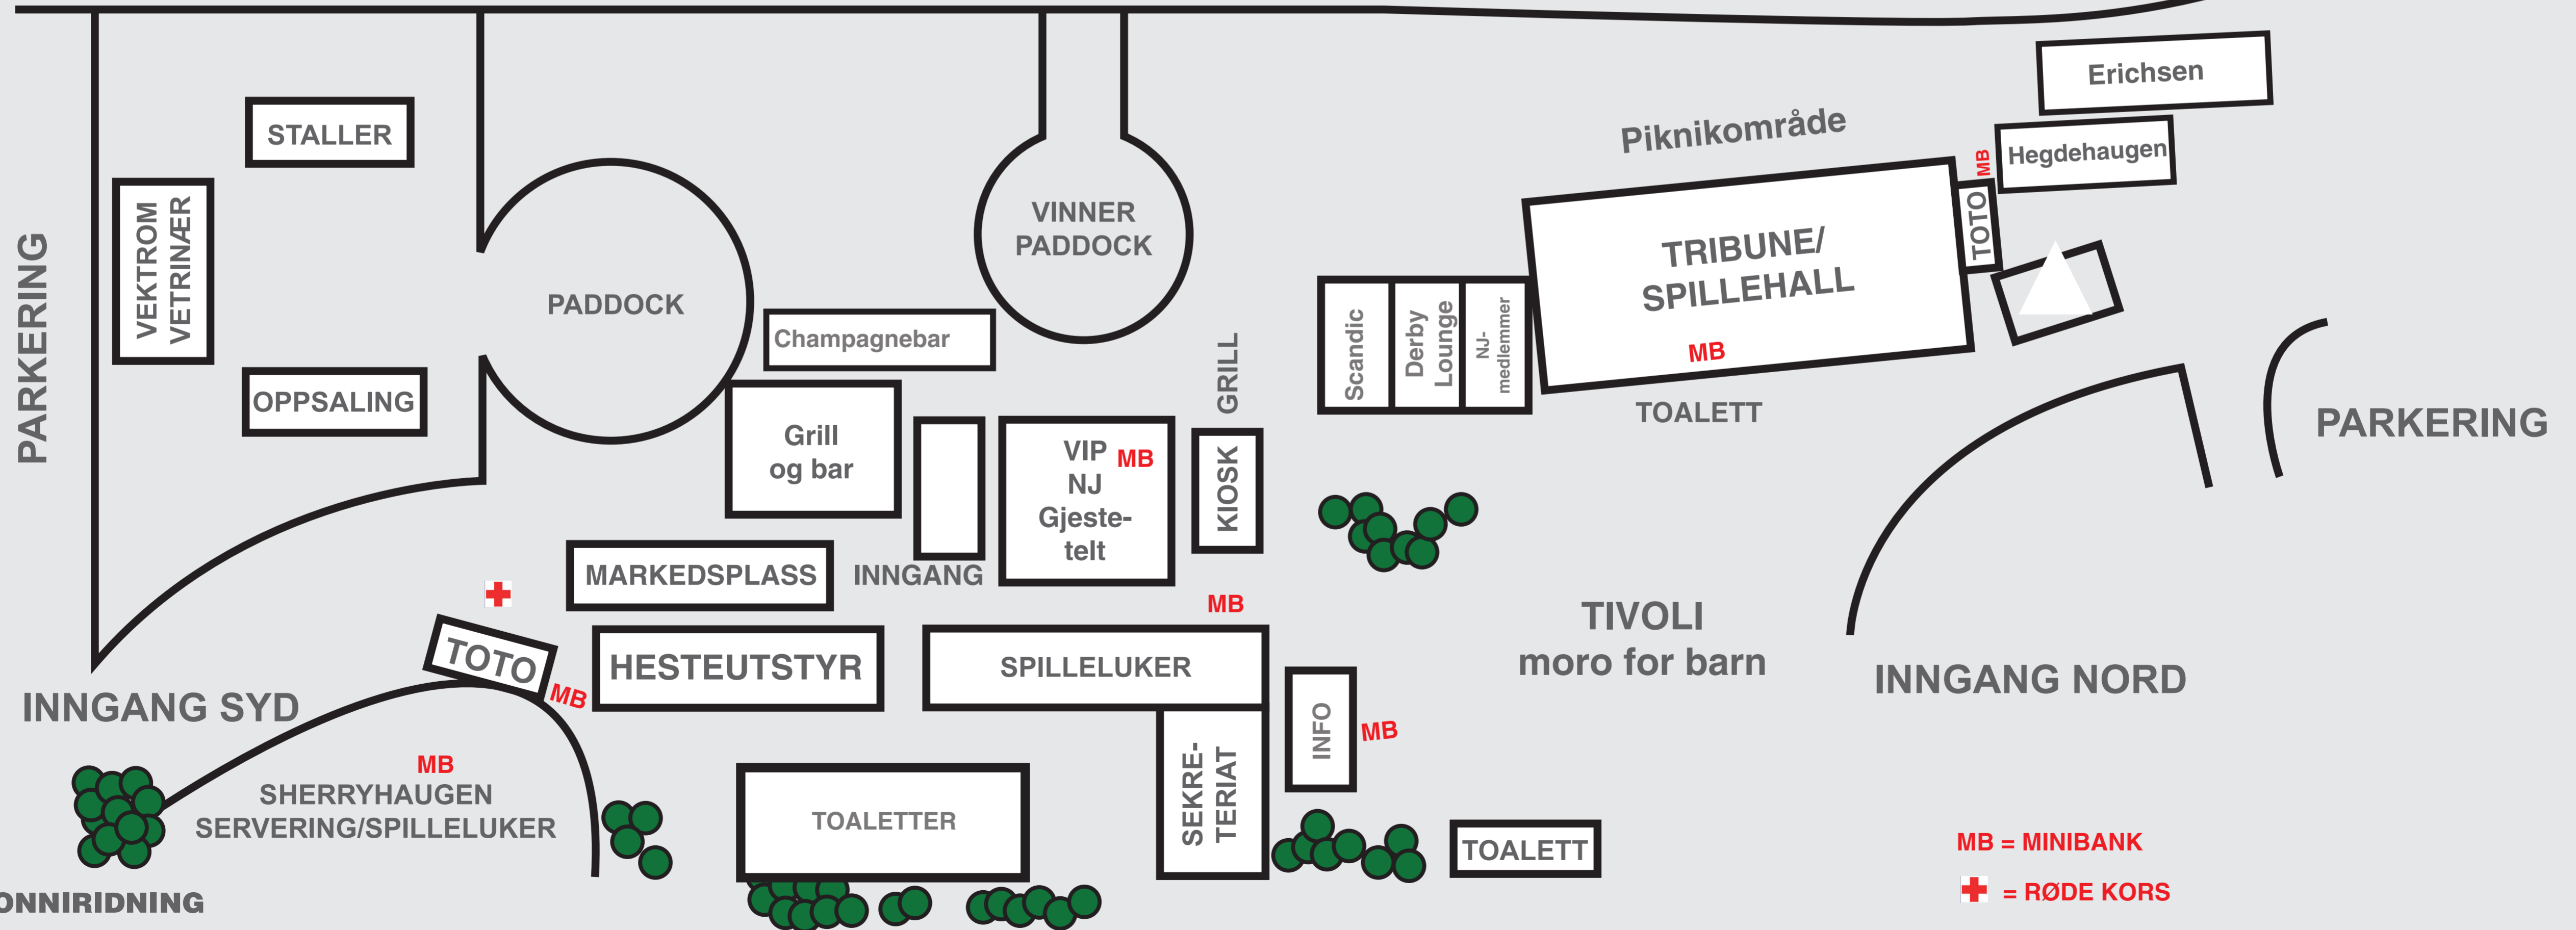 Erichsen
Hegdehaugen
MB
TOTO
Piknikområde
TRIBUNE/
SPILLEHALL
MB
TOALETT
STALLER
VEKTROM
VETRINÆR
OPPSALING
PARKERING
PADDOCK
VINNER
PADDOCK
Champagnebar
Grill
og bar
INNGANG
VIP MB
NJ
Gjeste-
telt
GRILL
KIOSK
Scandic
Derby
Lounge
NJ-
medlemmer
PARKERING
MARKEDSPLASS
MB
TOTO
MB
HESTEUTSTYR
SPILLELUKER
TIVOLI
moro for barn
INNGANG NORD
INNGANG SYD
MB
SHERRYHAUGEN
SERVERING/SPILLELUKER
TOALETTER
SEKRE-
TERIAT
INFO
MB
TOALETT
ONNIRIDNING
MB = MINIBANK
= RØDE KORS